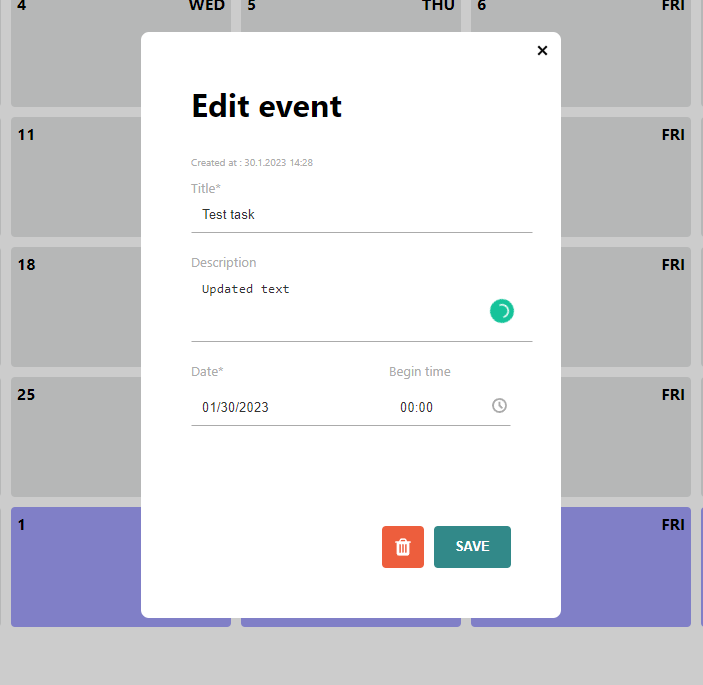 4 WED 5 THU 6 FRI
✕
Edit event
11 FRI
Created at : 30.1.2023 14:28
Title*
Test task
Description
18 FRI
Updated text
Date* Begin time
25 FRI
01/30/2023 00:00
1 FRI
SAVE